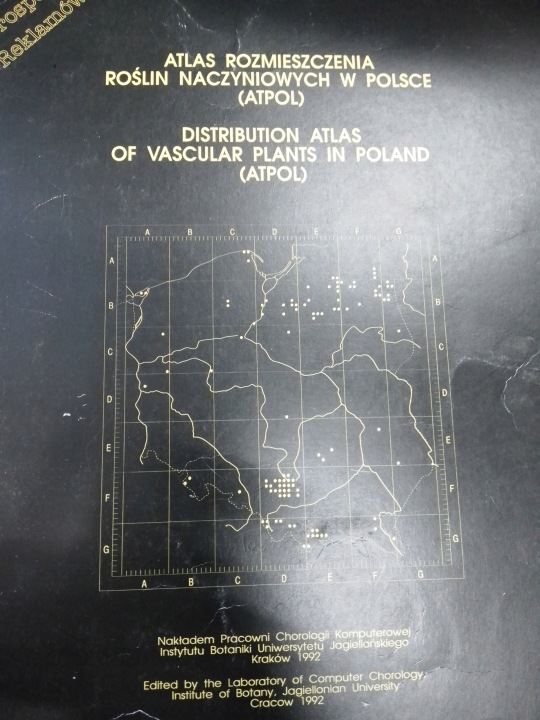 Reklamów
ATLAS ROZMIESZCZENIA
ROŚLIN NACZYNIOWYCH W POLSCE
(ATPOL)
DISTRIBUTION ATLAS
OF VASCULAR PLANTS IN POLAND
(ATPOL)
A B C D E F G
A A
B B
C C
D D
E E
F F
G G
A B C D E F G
Nakładem Pracowni Chorologii Komputerowej
Instytutu Botaniki Uniwersytetu Jagiellońskiego
Kraków 1992
Edited by the Laboratory of Computer Chorology,
Institute of Botany, Jagiellonian University
Cracow 1992